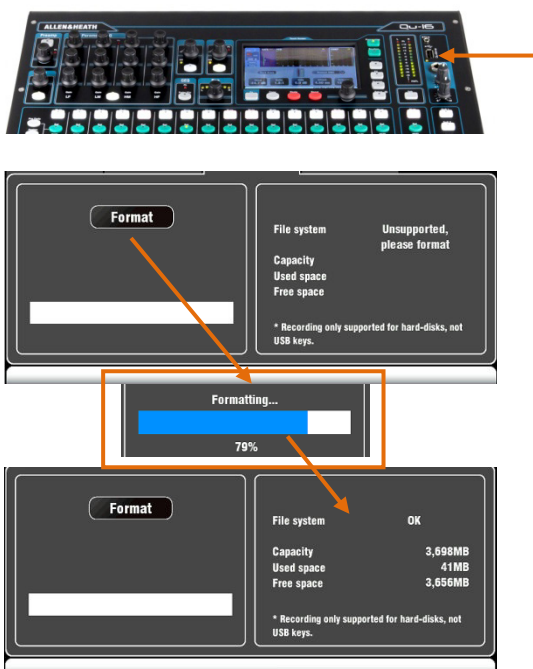 ALLEN&HEATH
Qu-16
Format
File system Unsupported,
please format
Capacity
Used space
Free space
* Recording only supported for hard-disks, not
USB keys.
Formatting...
79%
Format
File system OK
Capacity 3,698MB
Used space 41MB
Free space 3,656MB
* Recording only supported for hard-disks, not
USB keys.